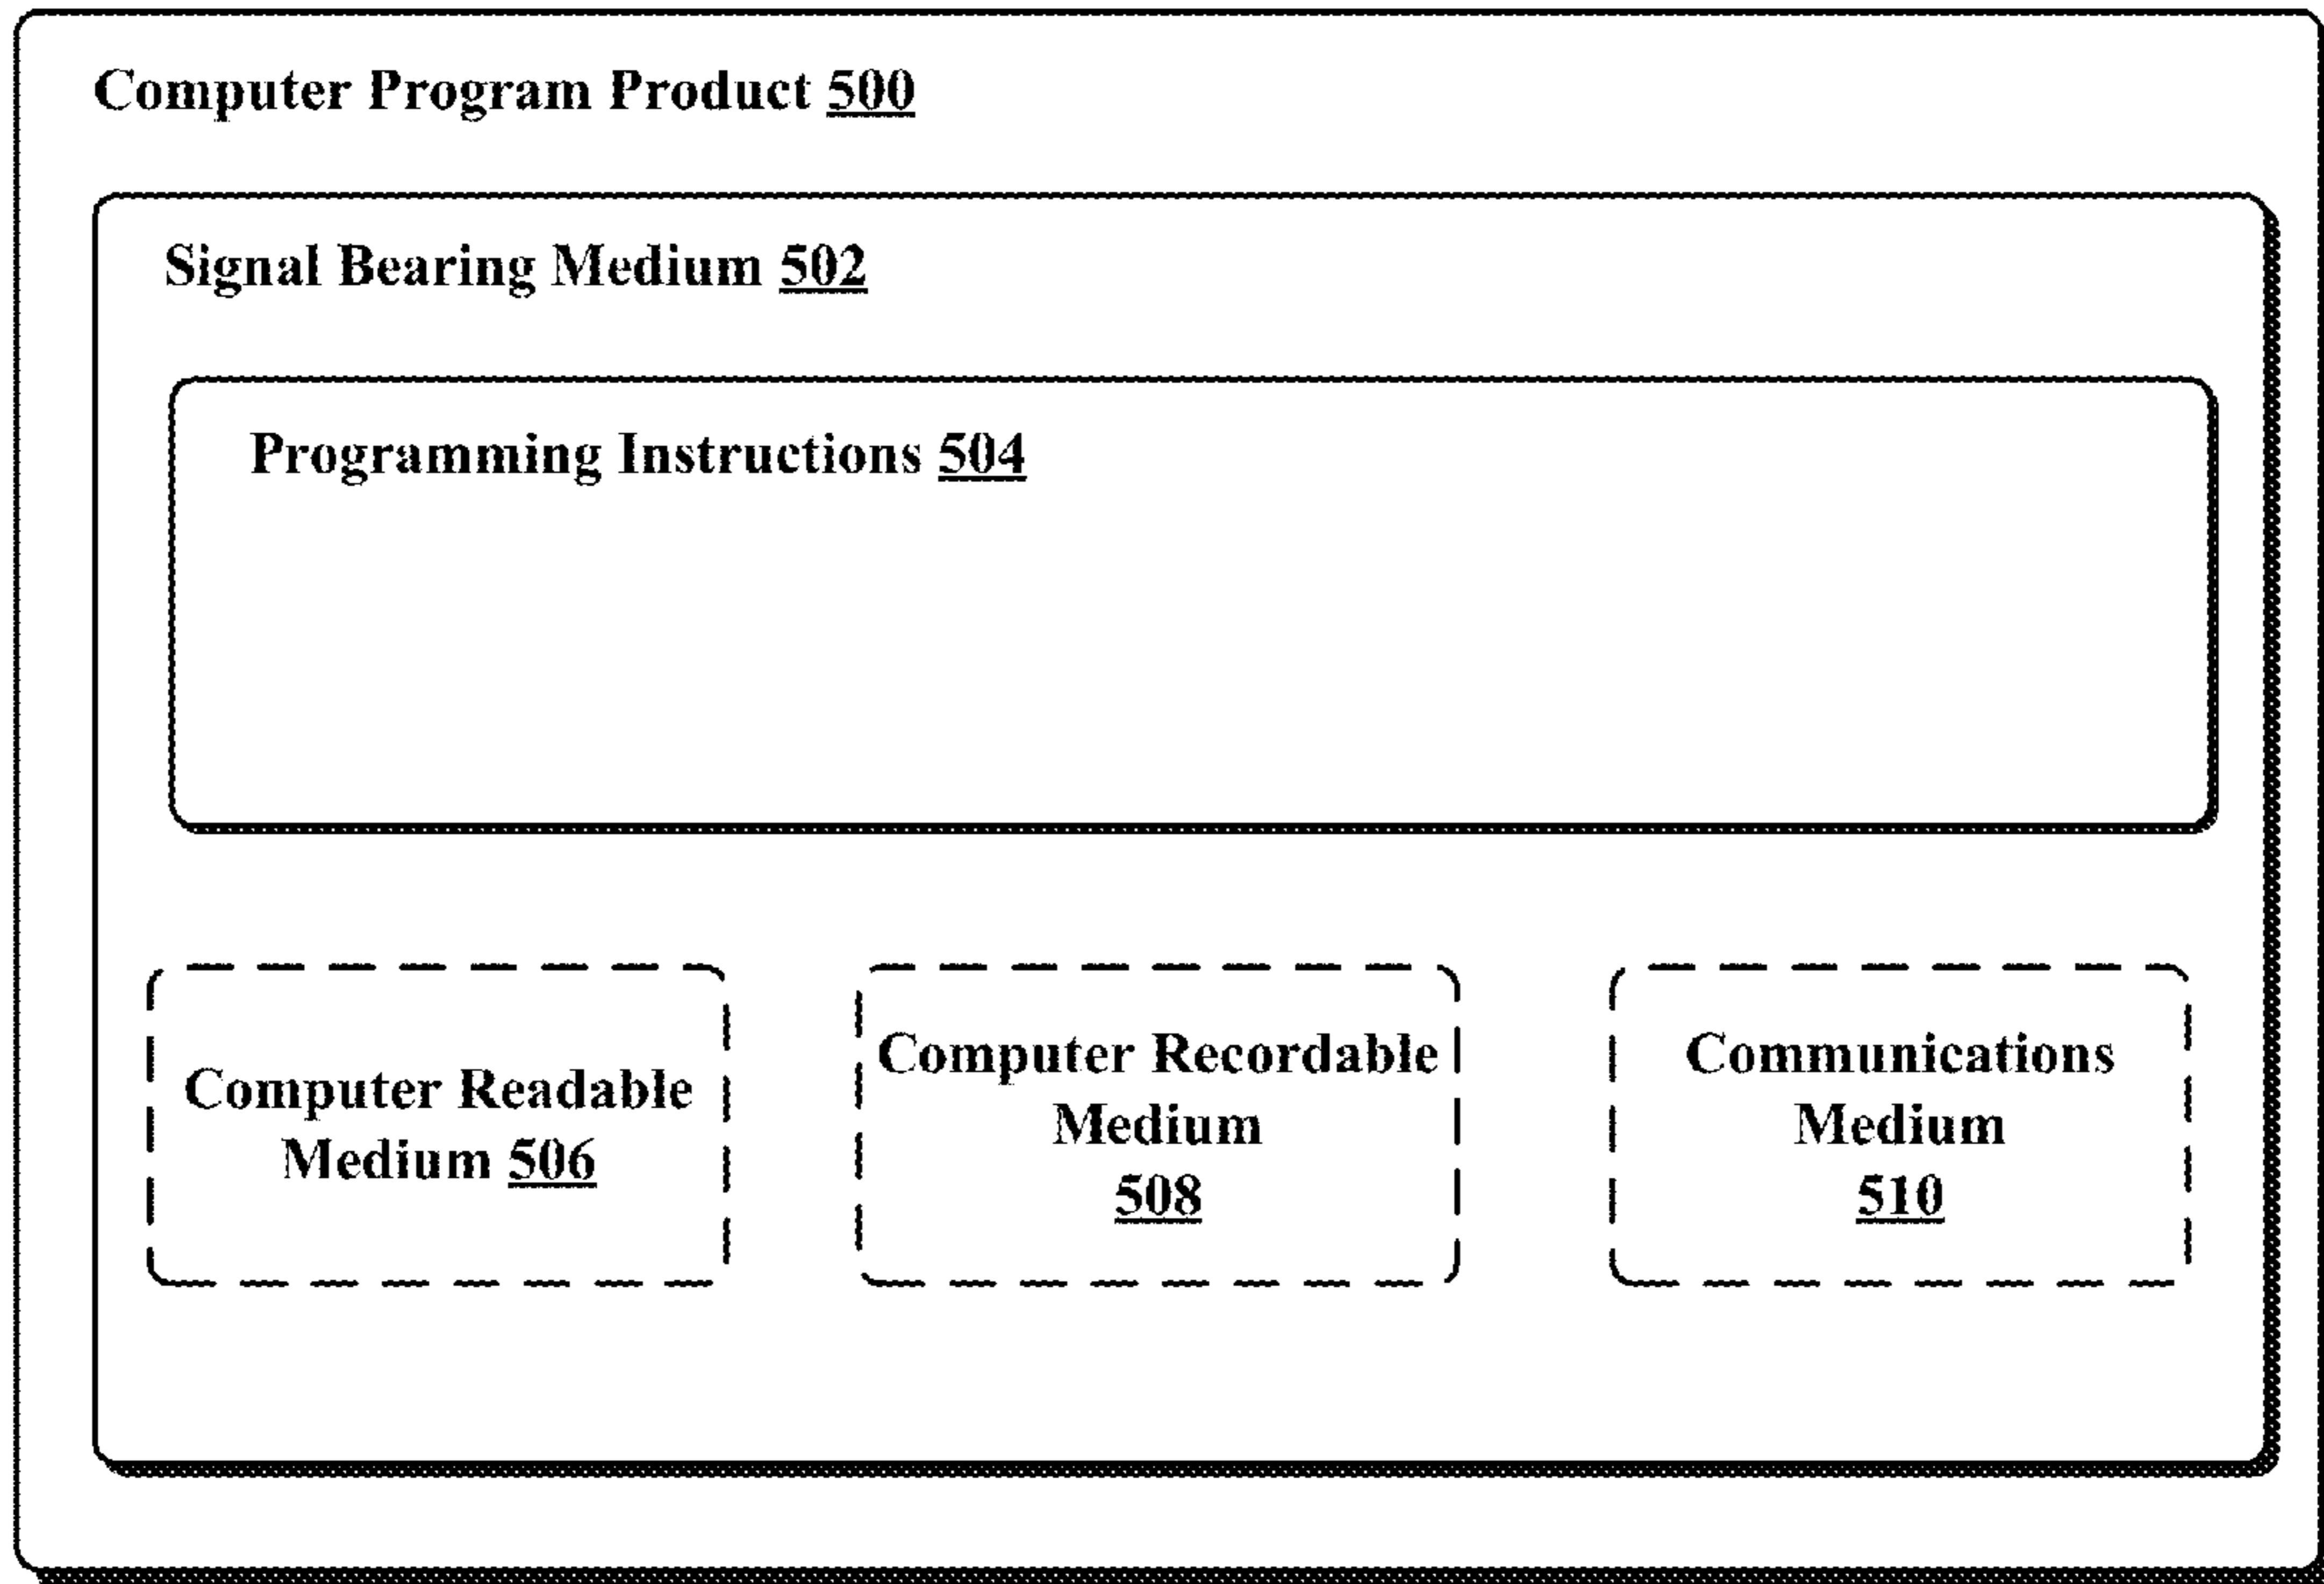 Computer Program Product 500
Signal Bearing Medium 502
Programming Instructions 504
Computer Readable
Medium 506
Computer Recordable
Medium
508
Communications
Medium
510